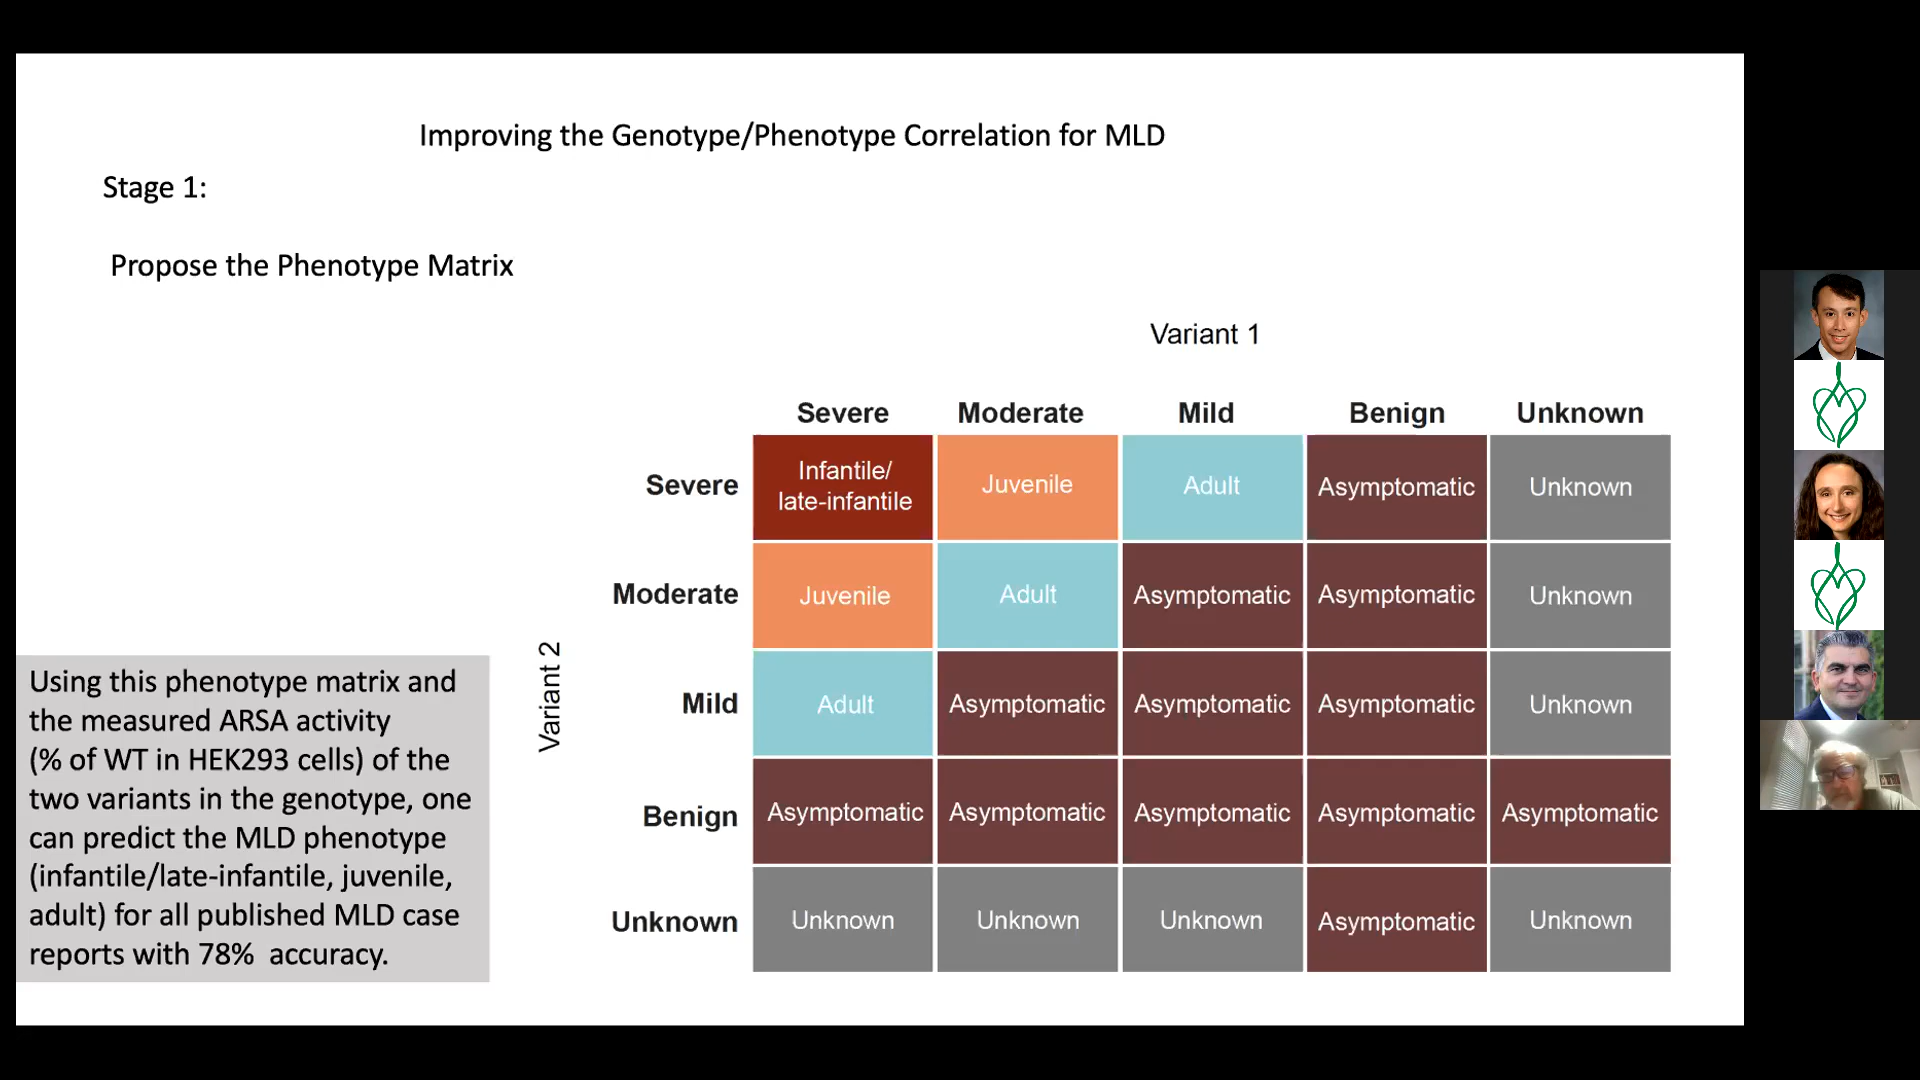 Improving the Genotype/Phenotype Correlation for MLD
Stage 1:
Propose the Phenotype Matrix
Variant 1
Severe Moderate Mild Benign Unknown
Severe Infantile/ late-infantile Juvenile Adult Asymptomatic Unknown
Moderate Juvenile Adult Asymptomatic Asymptomatic Unknown
Variant 2
Mild Adult Asymptomatic Asymptomatic Asymptomatic Unknown
Benign Asymptomatic Asymptomatic Asymptomatic Asymptomatic Asymptomatic
Unknown Unknown Unknown Unknown Asymptomatic Unknown
Using this phenotype matrix and
the measured ARSA activity
(% of WT in HEK293 cells) of the
two variants in the genotype, one
can predict the MLD phenotype
(infantile/late-infantile, juvenile,
adult) for all published MLD case
reports with 78% accuracy.